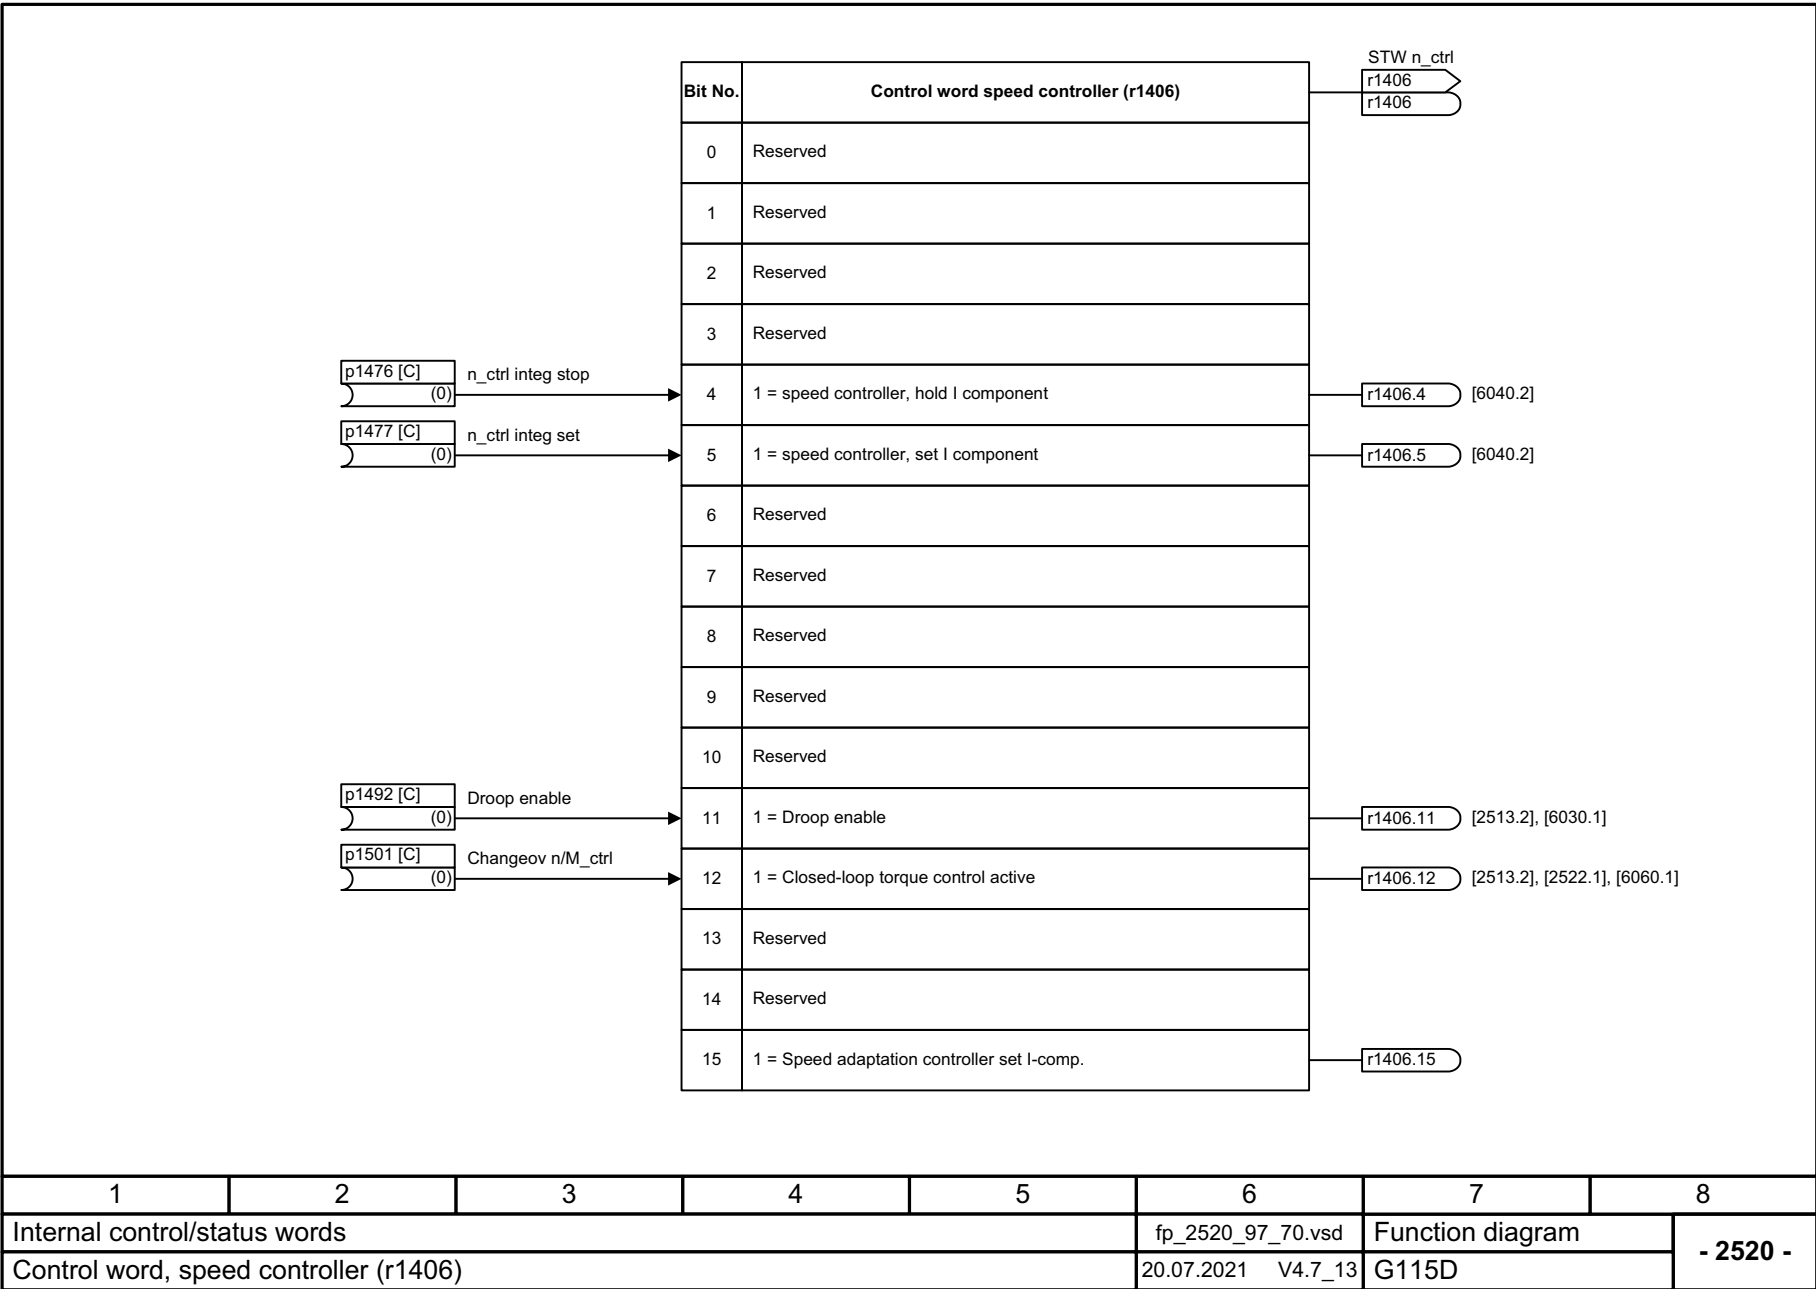 STW n_ctrl
Bit No. Control word speed controller (r1406) r1406
r1406
0 Reserved
1 Reserved
2 Reserved
3 Reserved
p1476 [C] n_ctrl integ stop
(0) 4 1 = speed controller, hold I component r1406.4 [6040.2]
p1477 [C] n_ctrl integ set
(0) 5 1 = speed controller, set I component r1406.5 [6040.2]
6 Reserved
7 Reserved
8 Reserved
9 Reserved
10 Reserved
p1492 [C] Droop enable
(0) 11 1 = Droop enable r1406.11 [2513.2], [6030.1]
p1501 [C] Changeov n/M_ctrl
(0) 12 1 = Closed-loop torque control active r1406.12 [2513.2], [2522.1], [6060.1]
13 Reserved
14 Reserved
15 1 = Speed adaptation controller set I-comp. r1406.15
1 2 3 4 5 6 7 8
Internal control/status words fp_2520_97_70.vsd Function diagram - 2520 -
Control word, speed controller (r1406) 20.07.2021 V4.7_13 G115D